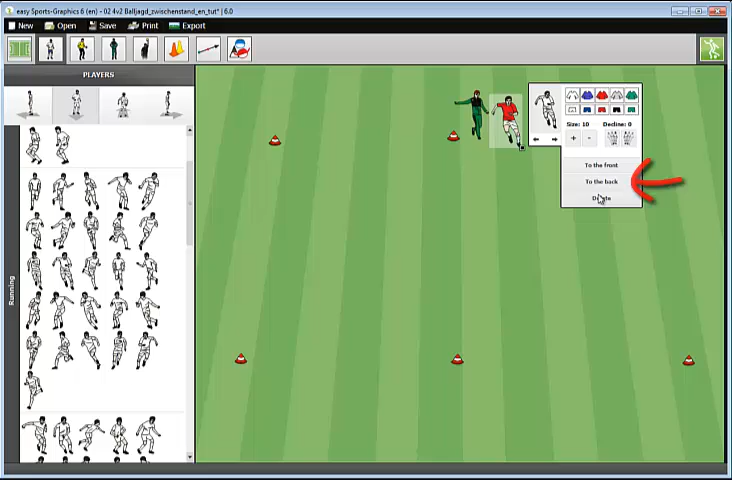 easy Sports-Graphics 6 (en) - 02 4v2 Balljagd_zwischenstand_en_tut* | 6.0
New Open Save Print Export
PLAYERS
Size: 10 Decline: 0
+ -
To the front
To the back
Delete
Running